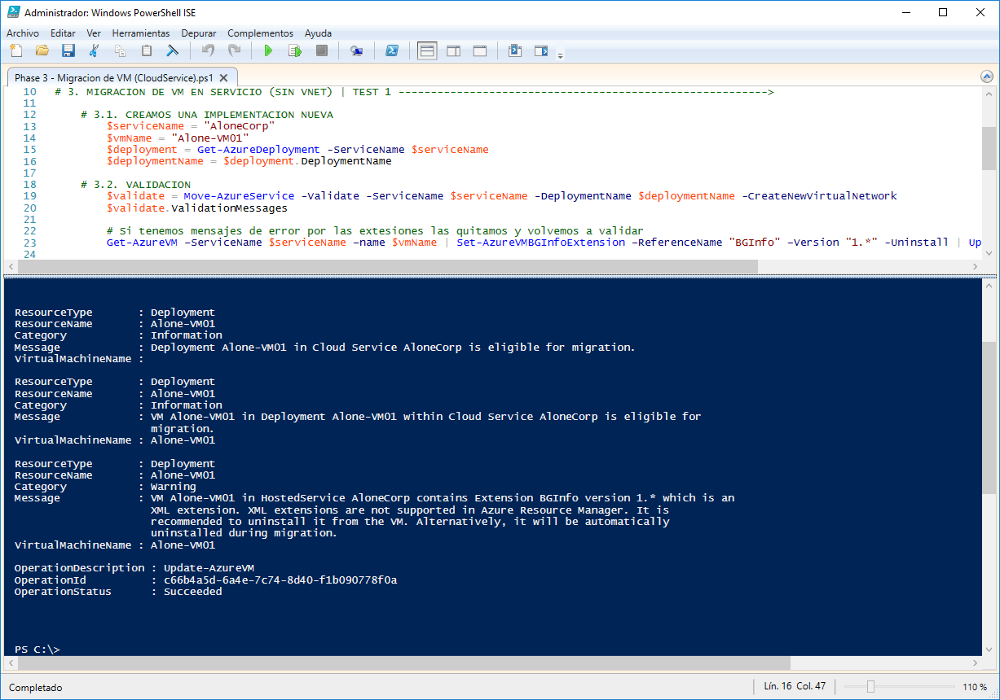 Administrador: Windows PowerShell ISE
Archivo Editar Ver Herramientas Depurar Complementos Ayuda
Phase 3 - Migracion de VM (CloudService).ps1
10 # 3. MIGRACION DE VM EN SERVICIO (SIN VNET) | TEST 1 --------------------------------------------------------->
11
12 # 3.1. CREAMOS UNA IMPLEMENTACION NUEVA
13 $serviceName = "AloneCorp"
14 $vmName = "Alone-VM01"
15 $deployment = Get-AzureDeployment -ServiceName $serviceName
16 $deploymentName = $deployment.DeploymentName
17
18 # 3.2. VALIDACION
19 $validate = Move-AzureService -Validate -ServiceName $serviceName -DeploymentName $deploymentName -CreateNewVirtualNetwork
20 $validate.ValidationMessages
21
22 # Si tenemos mensajes de error por las extesiones las quitamos y volvemos a validar
23 Get-AzureVM –ServiceName $serviceName –name $vmName | Set-AzureVMBGInfoExtension –ReferenceName "BGInfo" –Version "1.*" -Uninstall | Up
24
ResourceType : Deployment
ResourceName : Alone-VM01
Category : Information
Message : Deployment Alone-VM01 in Cloud Service AloneCorp is eligible for migration.
VirtualMachineName :
ResourceType : Deployment
ResourceName : Alone-VM01
Category : Information
Message : VM Alone-VM01 in Deployment Alone-VM01 within Cloud Service AloneCorp is eligible for
migration.
VirtualMachineName : Alone-VM01
ResourceType : Deployment
ResourceName : Alone-VM01
Category : Warning
Message : VM Alone-VM01 in HostedService AloneCorp contains Extension BGInfo version 1.* which is an
XML extension. XML extensions are not supported in Azure Resource Manager. It is
recommended to uninstall it from the VM. Alternatively, it will be automatically
uninstalled during migration.
VirtualMachineName : Alone-VM01
OperationDescription : Update-AzureVM
OperationId : c66b4a5d-6a4e-7c74-8d40-f1b090778f0a
OperationStatus : Succeeded
PS C:\>
Completado
Lín. 16 Col. 47
110 %